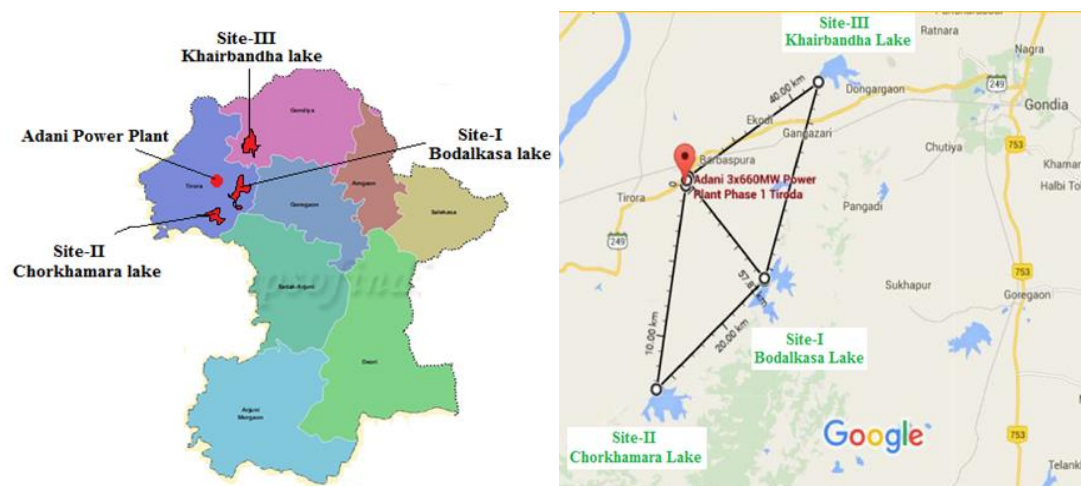 Site-III
Khairbandha lake
Adani Power Plant
Site-I
Bodalkasa lake
Site-II
Chorkhamara lake
Gondiya
Tirora
Goregaon
Amgaon
Salekasa
Sadak Arjuni
Deori
Arjuni
Morgaon
Site-III
Khairbandha Lake
Ratnara
Nagra
40.00 km
Dongargaon
249
Gondia
Ekodi
Gangazari
753
Barbaspura
Chutiya
Khamar
Adani 3x660MW Power
Plant Phase 1 Tiroda
Halbi To
Tirora
Pangadi
249
753
57.8
Sukhapur
Goregaon
10.00 km
20.00 km
Site-I
Bodalkasa Lake
Site-II
Chorkhamara Lake
Google
753